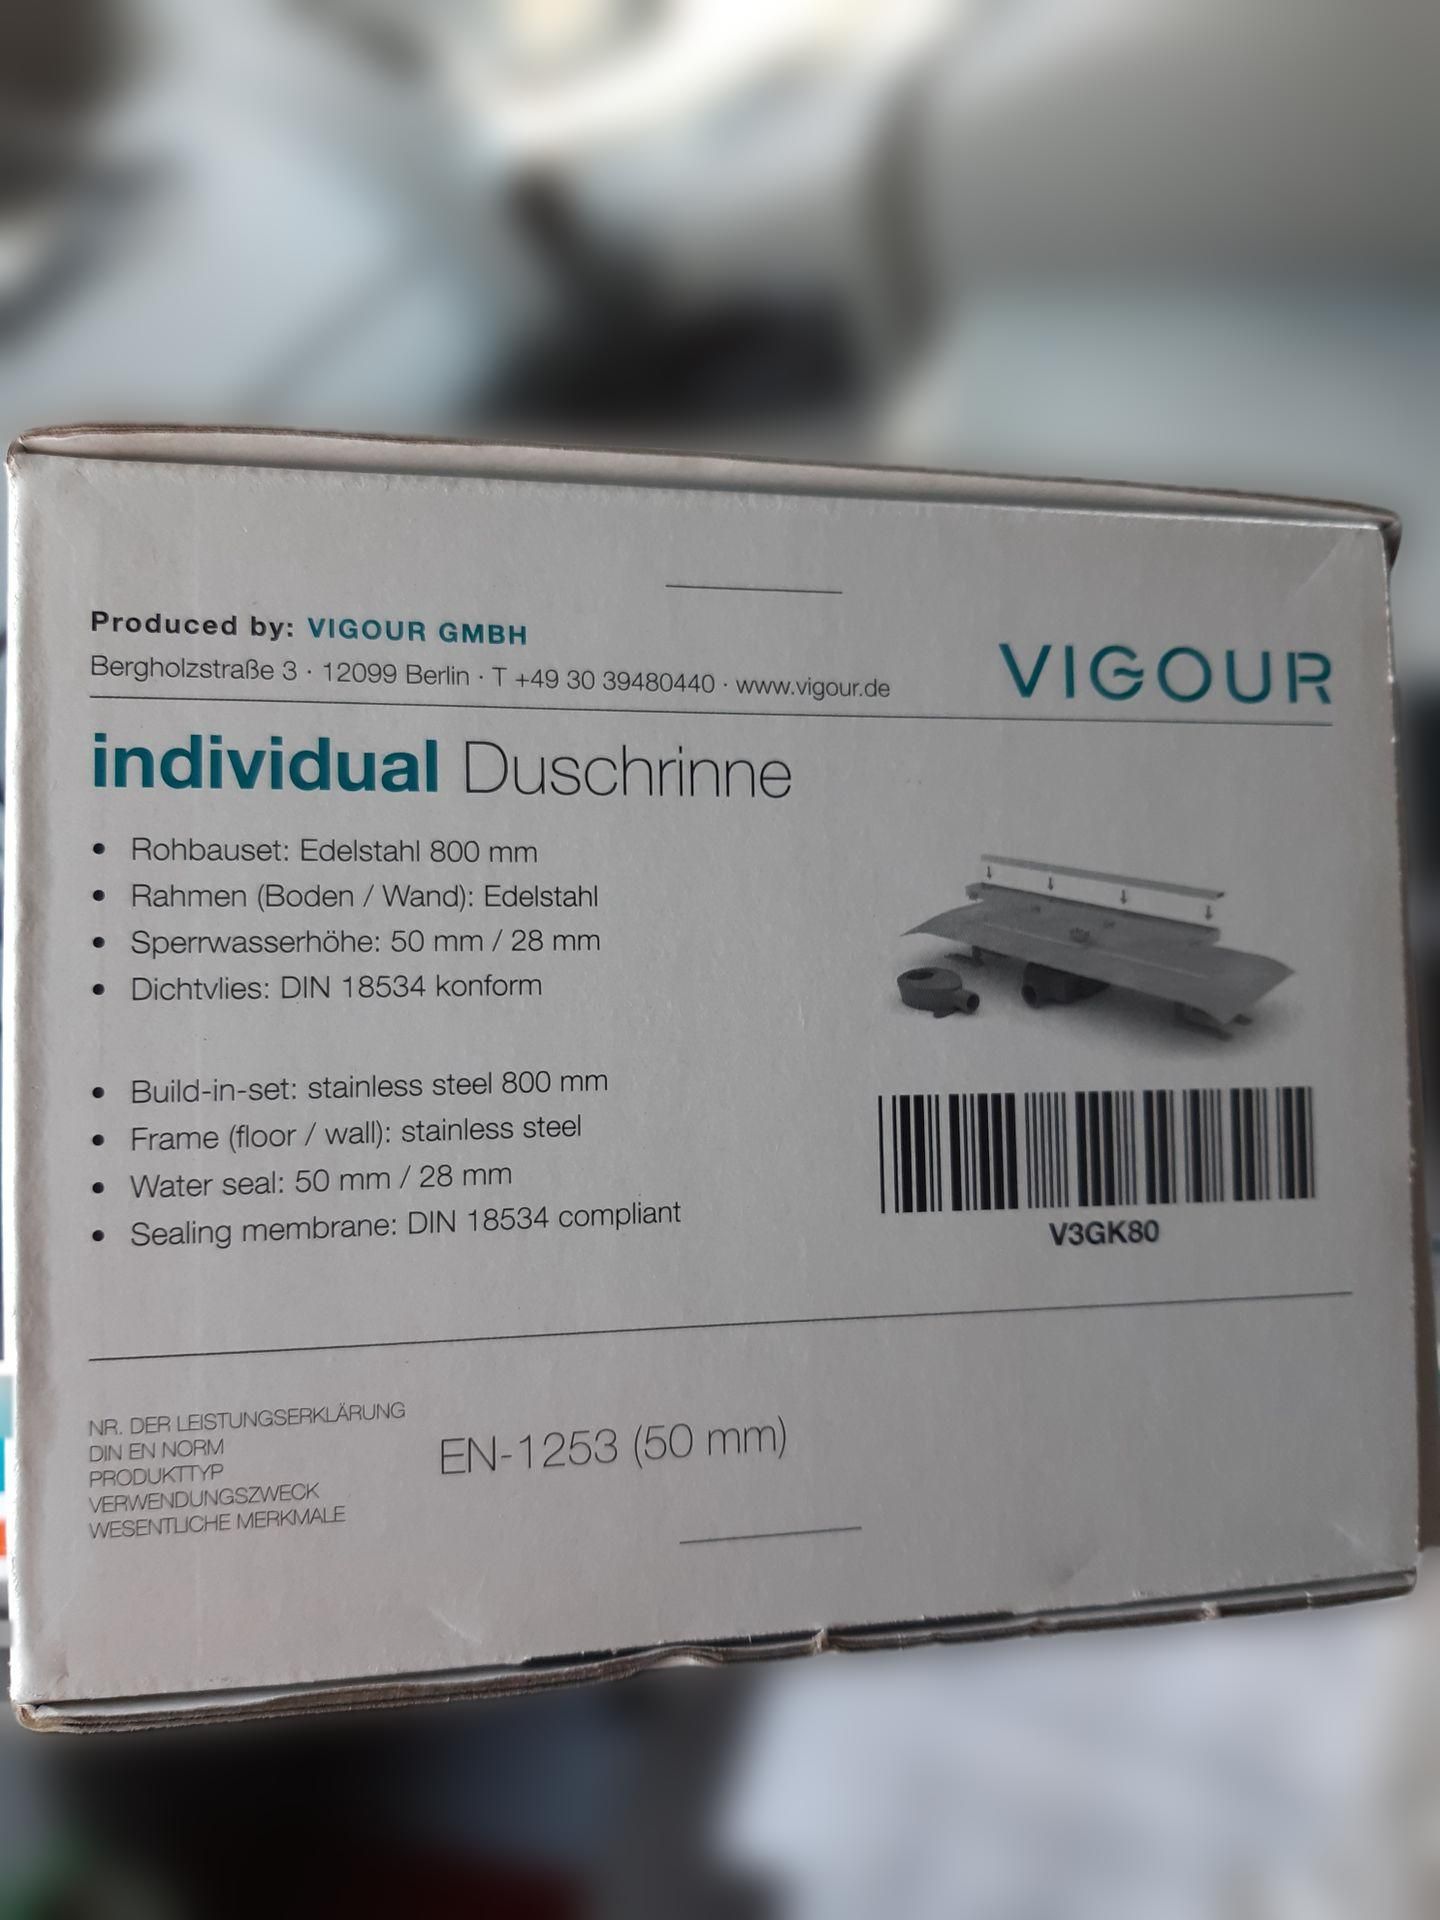 Produced by: VIGOUR GMBH
Bergholzstraße 3 · 12099 Berlin · T +49 30 39480440 · www.vigour.de
VIGOUR
individual Duschrinne
• Rohbauset: Edelstahl 800 mm
• Rahmen (Boden / Wand): Edelstahl
• Sperrwasserhöhe: 50 mm / 28 mm
• Dichtvlies: DIN 18534 konform
• Build-in-set: stainless steel 800 mm
• Frame (floor / wall): stainless steel
• Water seal: 50 mm / 28 mm
• Sealing membrane: DIN 18534 compliant
V3GK80
NR. DER LEISTUNGSERKLÄRUNG
DIN EN NORM
PRODUKTTYP
VERWENDUNGSZWECK
WESENTLICHE MERKMALE
EN-1253 (50 mm)